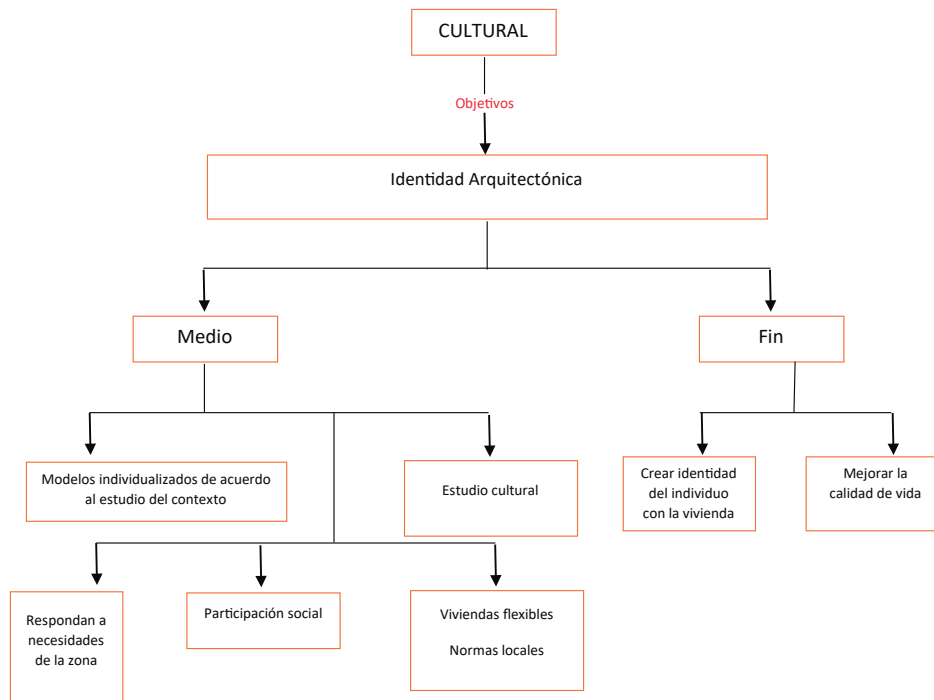 CULTURAL
Objetivos
Identidad Arquitectónica
Medio
Fin
Modelos individualizados de acuerdo
al estudio del contexto
Estudio cultural
Crear identidad
del individuo
con la vivienda
Mejorar la
calidad de vida
Respondan a
necesidades
de la zona
Participación social
Viviendas flexibles
Normas locales